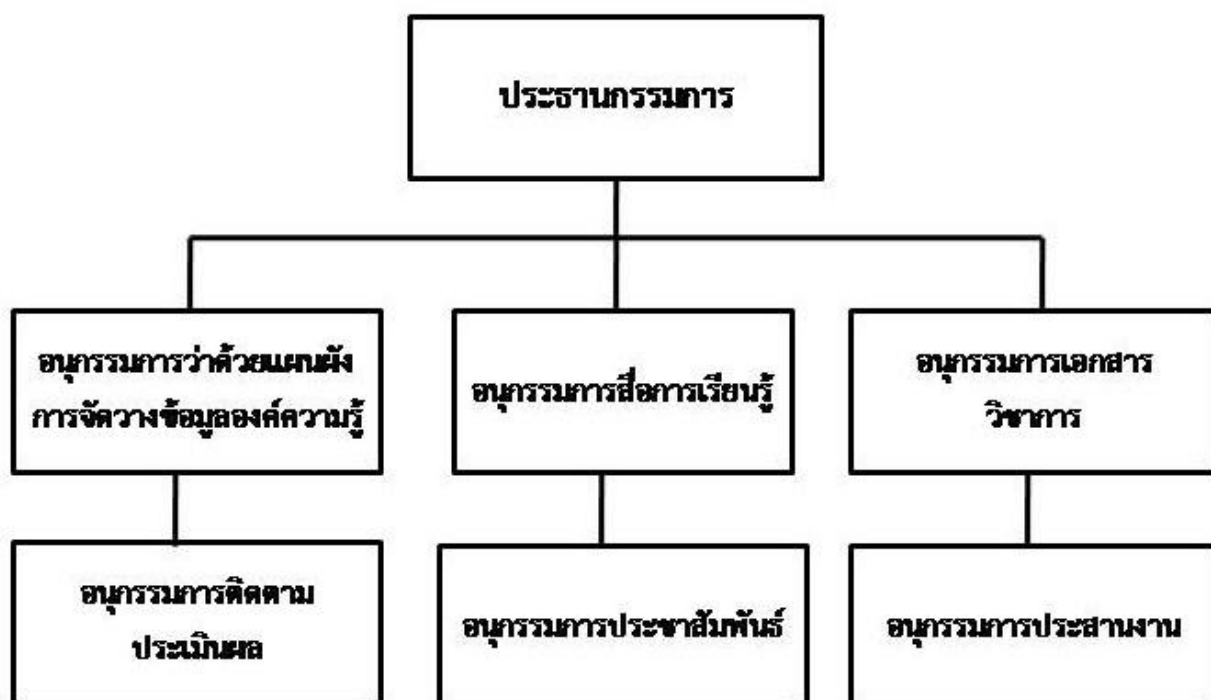 ประธานกรรมการ
อนุกรรมการว่าด้วยแผนผัง
การจัดวางข้อมูลองค์ความรู้
อนุกรรมการสื่อการเรียนรู้
อนุกรรมการเอกสาร
วิชาการ
อนุกรรมการติดตาม
ประเมินผล
อนุกรรมการประชาสัมพันธ์
อนุกรรมการประสานงาน